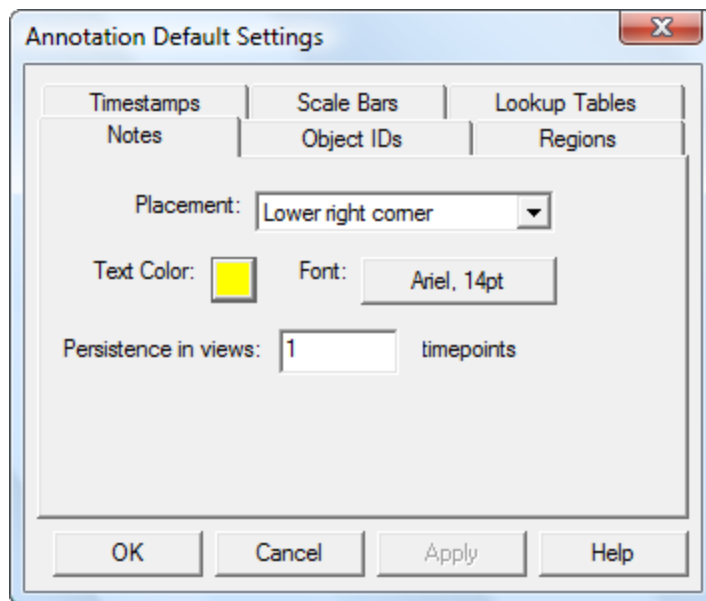 Annotation Default Settings
Timestamps Scale Bars Lookup Tables
Notes Object IDs Regions
Placement: Lower right corner
Text Color: Font: Ariel, 14pt
Persistence in views: 1 timepoints
OK Cancel Apply Help